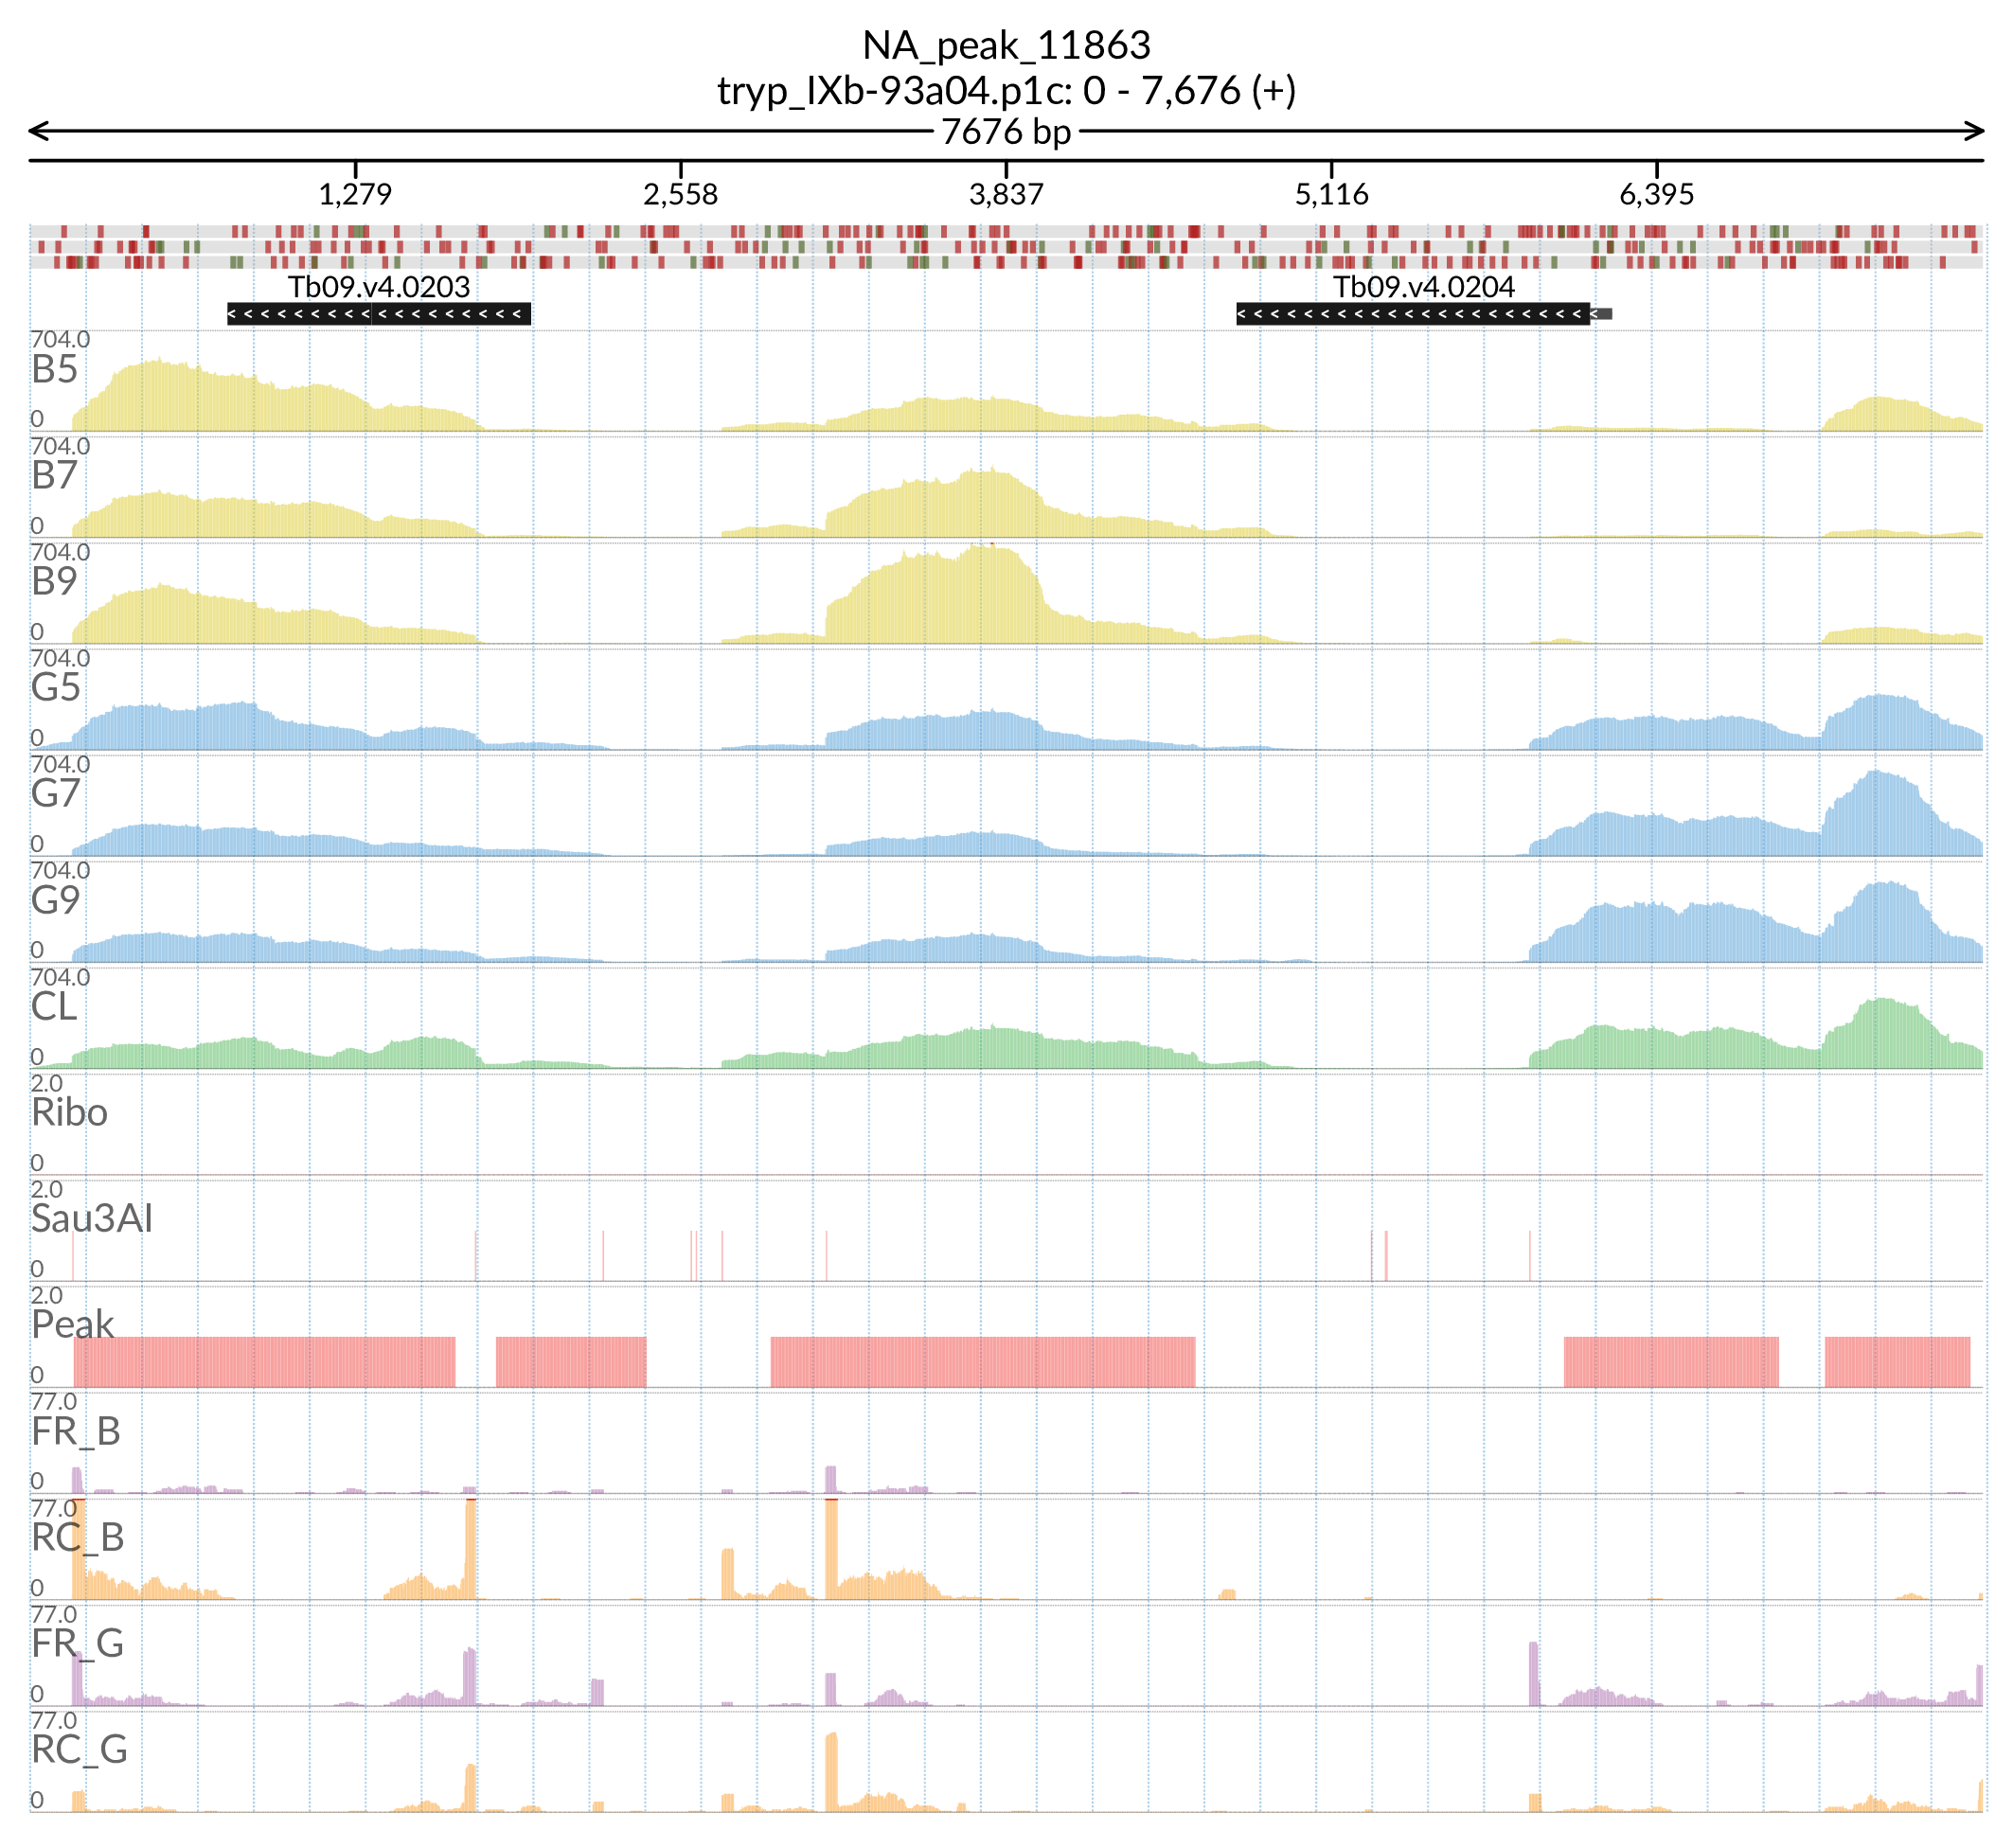 NA_peak_11863
tryp_IXb-93a04.p1c: 0 - 7,676 (+)
7676 bp
1,279 2,558 3,837 5,116 6,395
Tb09.v4.0203 Tb09.v4.0204
704.0
B5
0
704.0
B7
0
704.0
B9
0
704.0
G5
0
704.0
G7
0
704.0
G9
0
704.0
CL
0
2.0
Ribo
0
2.0
Sau3AI
0
2.0
Peak
0
77.0
FR_B
0
77.0
RC_B
0
77.0
FR_G
0
77.0
RC_G
0